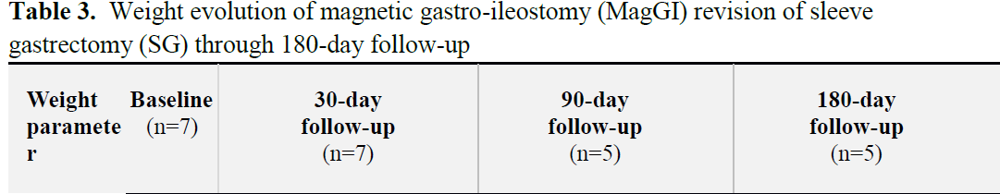 Table 3. Weight evolution of magnetic gastro-ileostomy (MagGI) revision of sleeve
gastrectomy (SG) through 180-day follow-up
Weight
paramete
r
Baseline
(n=7)
30-day
follow-up
(n=7)
90-day
follow-up
(n=5)
180-day
follow-up
(n=5)